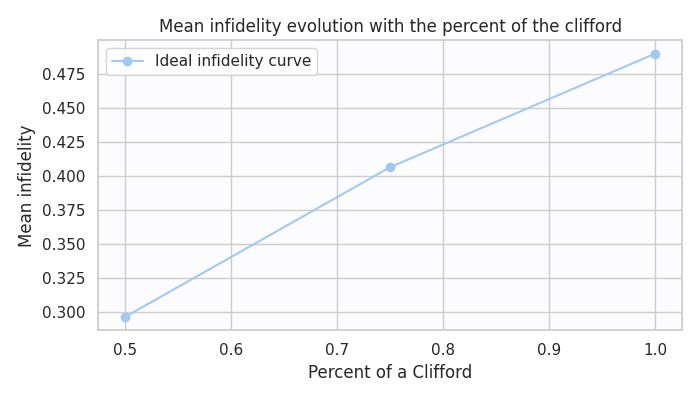 Mean infidelity evolution with the percent of the clifford
Ideal infidelity curve
Mean infidelity
0.475
0.450
0.425
0.400
0.375
0.350
0.325
0.300
0.5 0.6 0.7 0.8 0.9 1.0
Percent of a Clifford